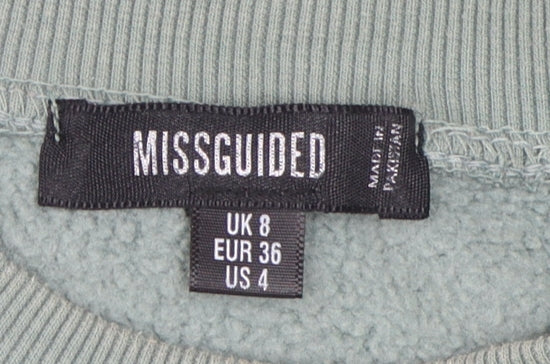 MISSGUIDED
MADE IN
PAKISTAN
UK 8
EUR 36
US 4